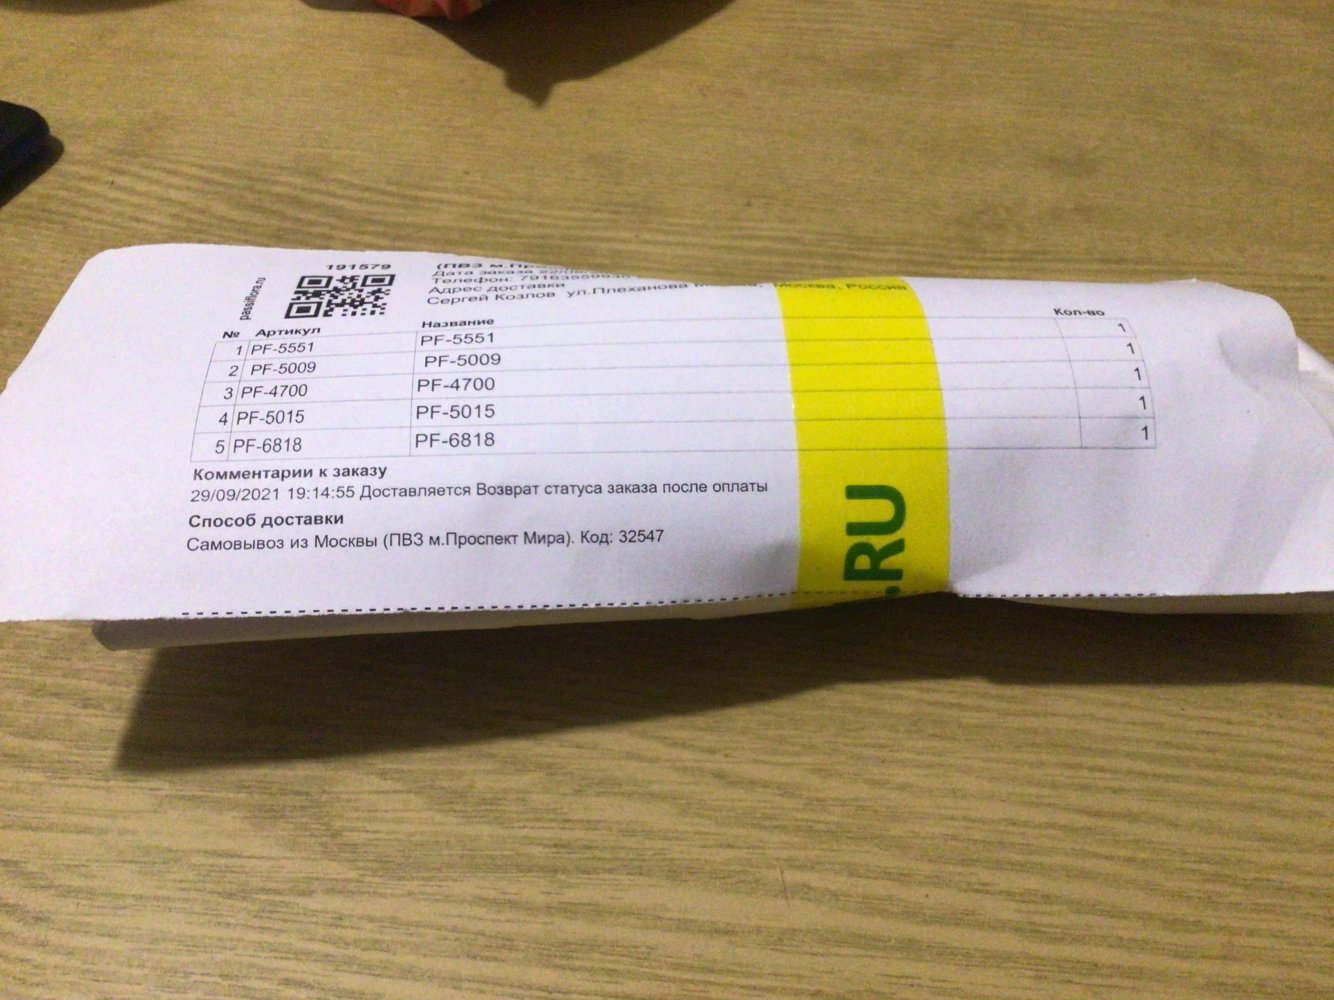 191579
passiflora.ru
(ПВЗ м.
Дата заказа
Телефон:
Адрес доставки
Сергей Козлов ул.Плеханова Москва, Россия
№ Артикул Название Кол-во
1 PF-5551 PF-5551 1
2 PF-5009 PF-5009 1
3 PF-4700 PF-4700 1
4 PF-5015 PF-5015 1
5 PF-6818 PF-6818 1
Комментарии к заказу
29/09/2021 19:14:55 Доставляется Возврат статуса заказа после оплаты
Способ доставки
Самовывоз из Москвы (ПВЗ м.Проспект Мира). Код: 32547
.RU